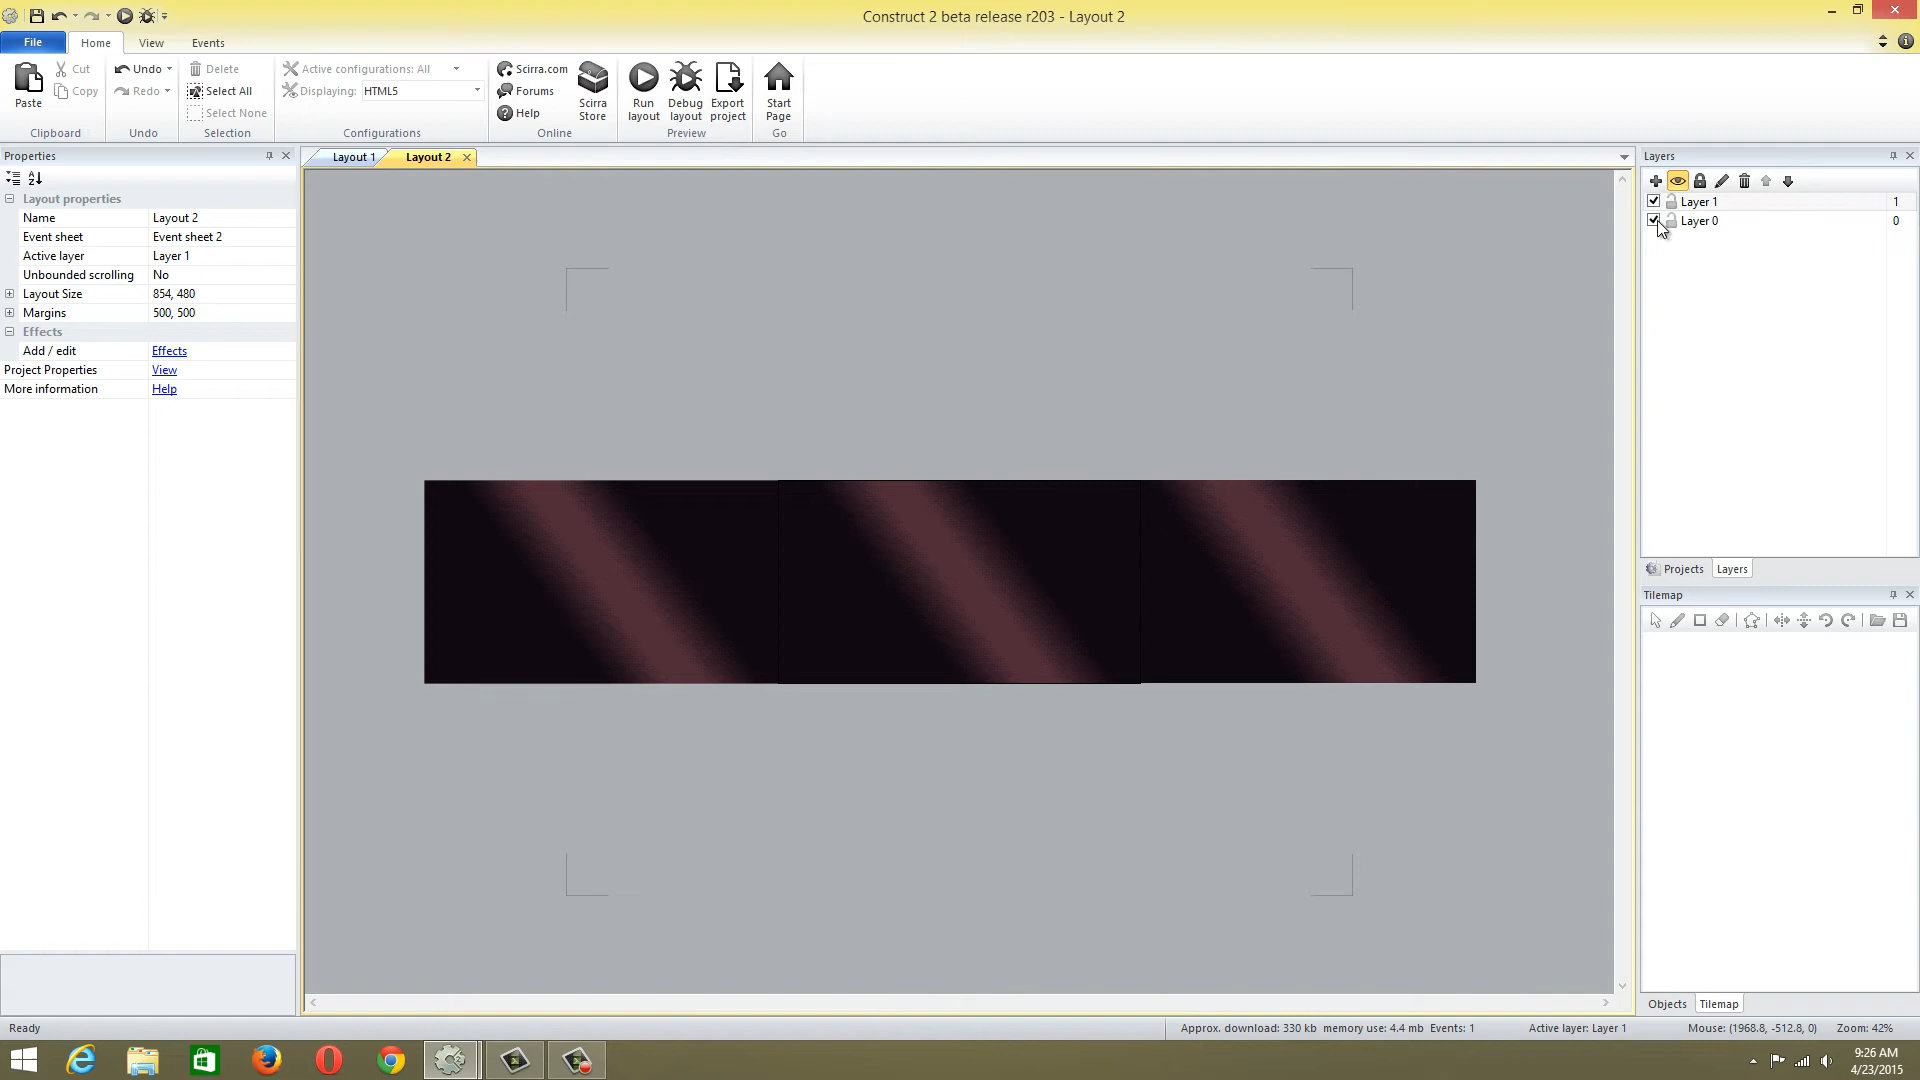 Construct 2 beta release r203 - Layout 2
File
Home
View
Events
Paste
Cut
Copy
Clipboard
Undo
Redo
Undo
Delete
Select All
Select None
Selection
Active configurations: All
Displaying: HTML5
Configurations
Scirra.com
Forums
Help
Scirra Store
Online
Run layout
Debug layout
Export project
Preview
Start Page
Go
Properties
Layout properties
Name Layout 2
Event sheet Event sheet 2
Active layer Layer 1
Unbounded scrolling No
Layout Size 854, 480
Margins 500, 500
Effects
Add / edit Effects
Project Properties View
More information Help
Layout 1
Layout 2
Layers
Layer 1 1
Layer 0 0
Projects
Layers
Tilemap
Objects
Tilemap
Ready
Approx. download: 330 kb memory use: 4.4 mb Events: 1
Active layer: Layer 1
Mouse: (1968.8, -512.8, 0)
Zoom: 42%
9:26 AM
4/23/2015